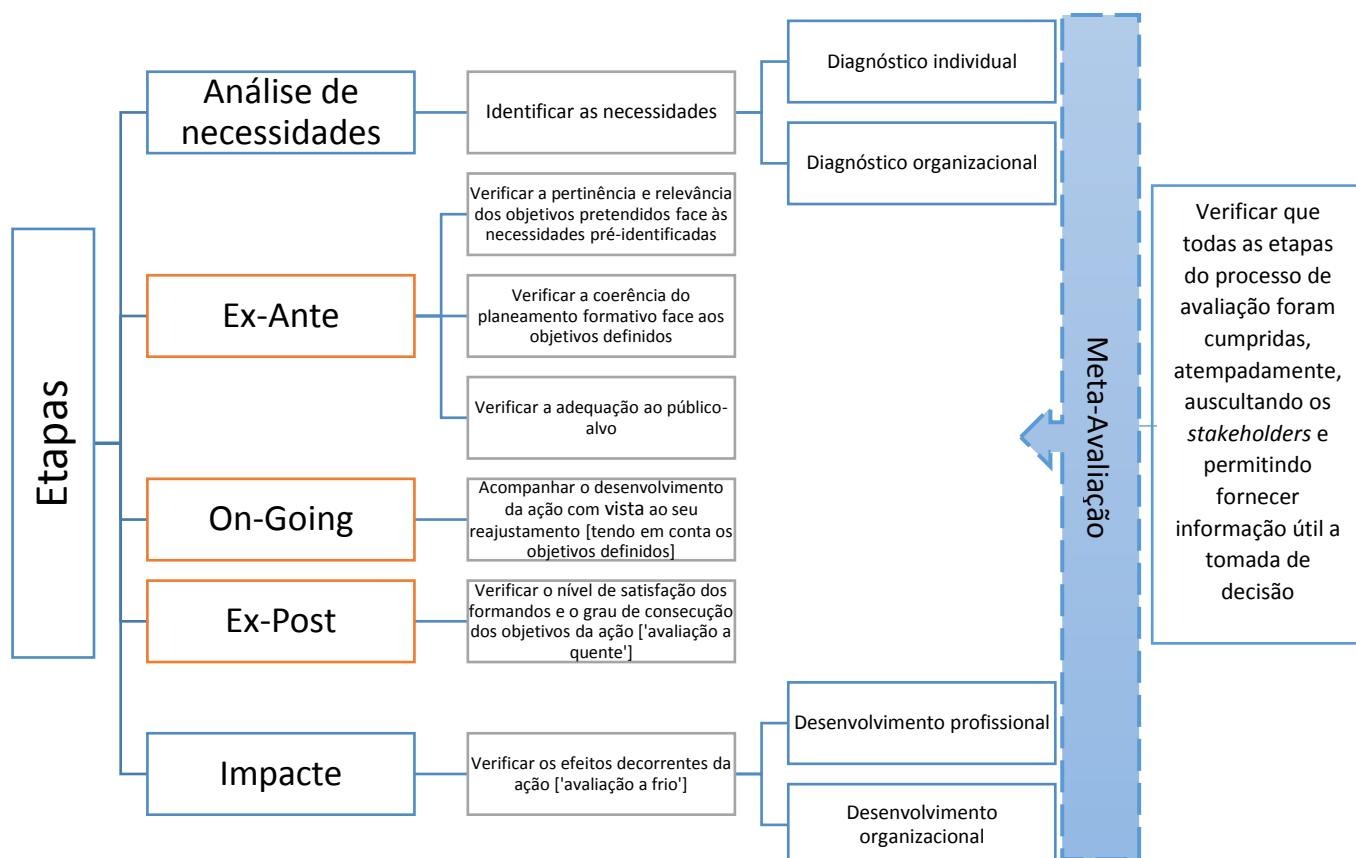 Etapas
Análise de
necessidades
Identificar as necessidades
Diagnóstico individual
Diagnóstico organizacional
Ex-Ante
Verificar a pertinência e relevância
dos objetivos pretendidos face às
necessidades pré-identificadas
Verificar a coerência do
planeamento formativo face aos
objetivos definidos
Verificar a adequação ao público-
alvo
On-Going
Acompanhar o desenvolvimento
da ação com vista ao seu
reajustamento [tendo em conta os
objetivos definidos]
Ex-Post
Verificar o nível de satisfação dos
formandos e o grau de consecução
dos objetivos da ação ['avaliação a
quente']
Impacte
Verificar os efeitos decorrentes da
ação ['avaliação a frio']
Desenvolvimento profissional
Desenvolvimento
organizacional
Meta-Avaliação
Verificar que
todas as etapas
do processo de
avaliação foram
cumpridas,
atempadamente,
auscultando os
stakeholders e
permitindo
fornecer
informação útil a
tomada de
decisão